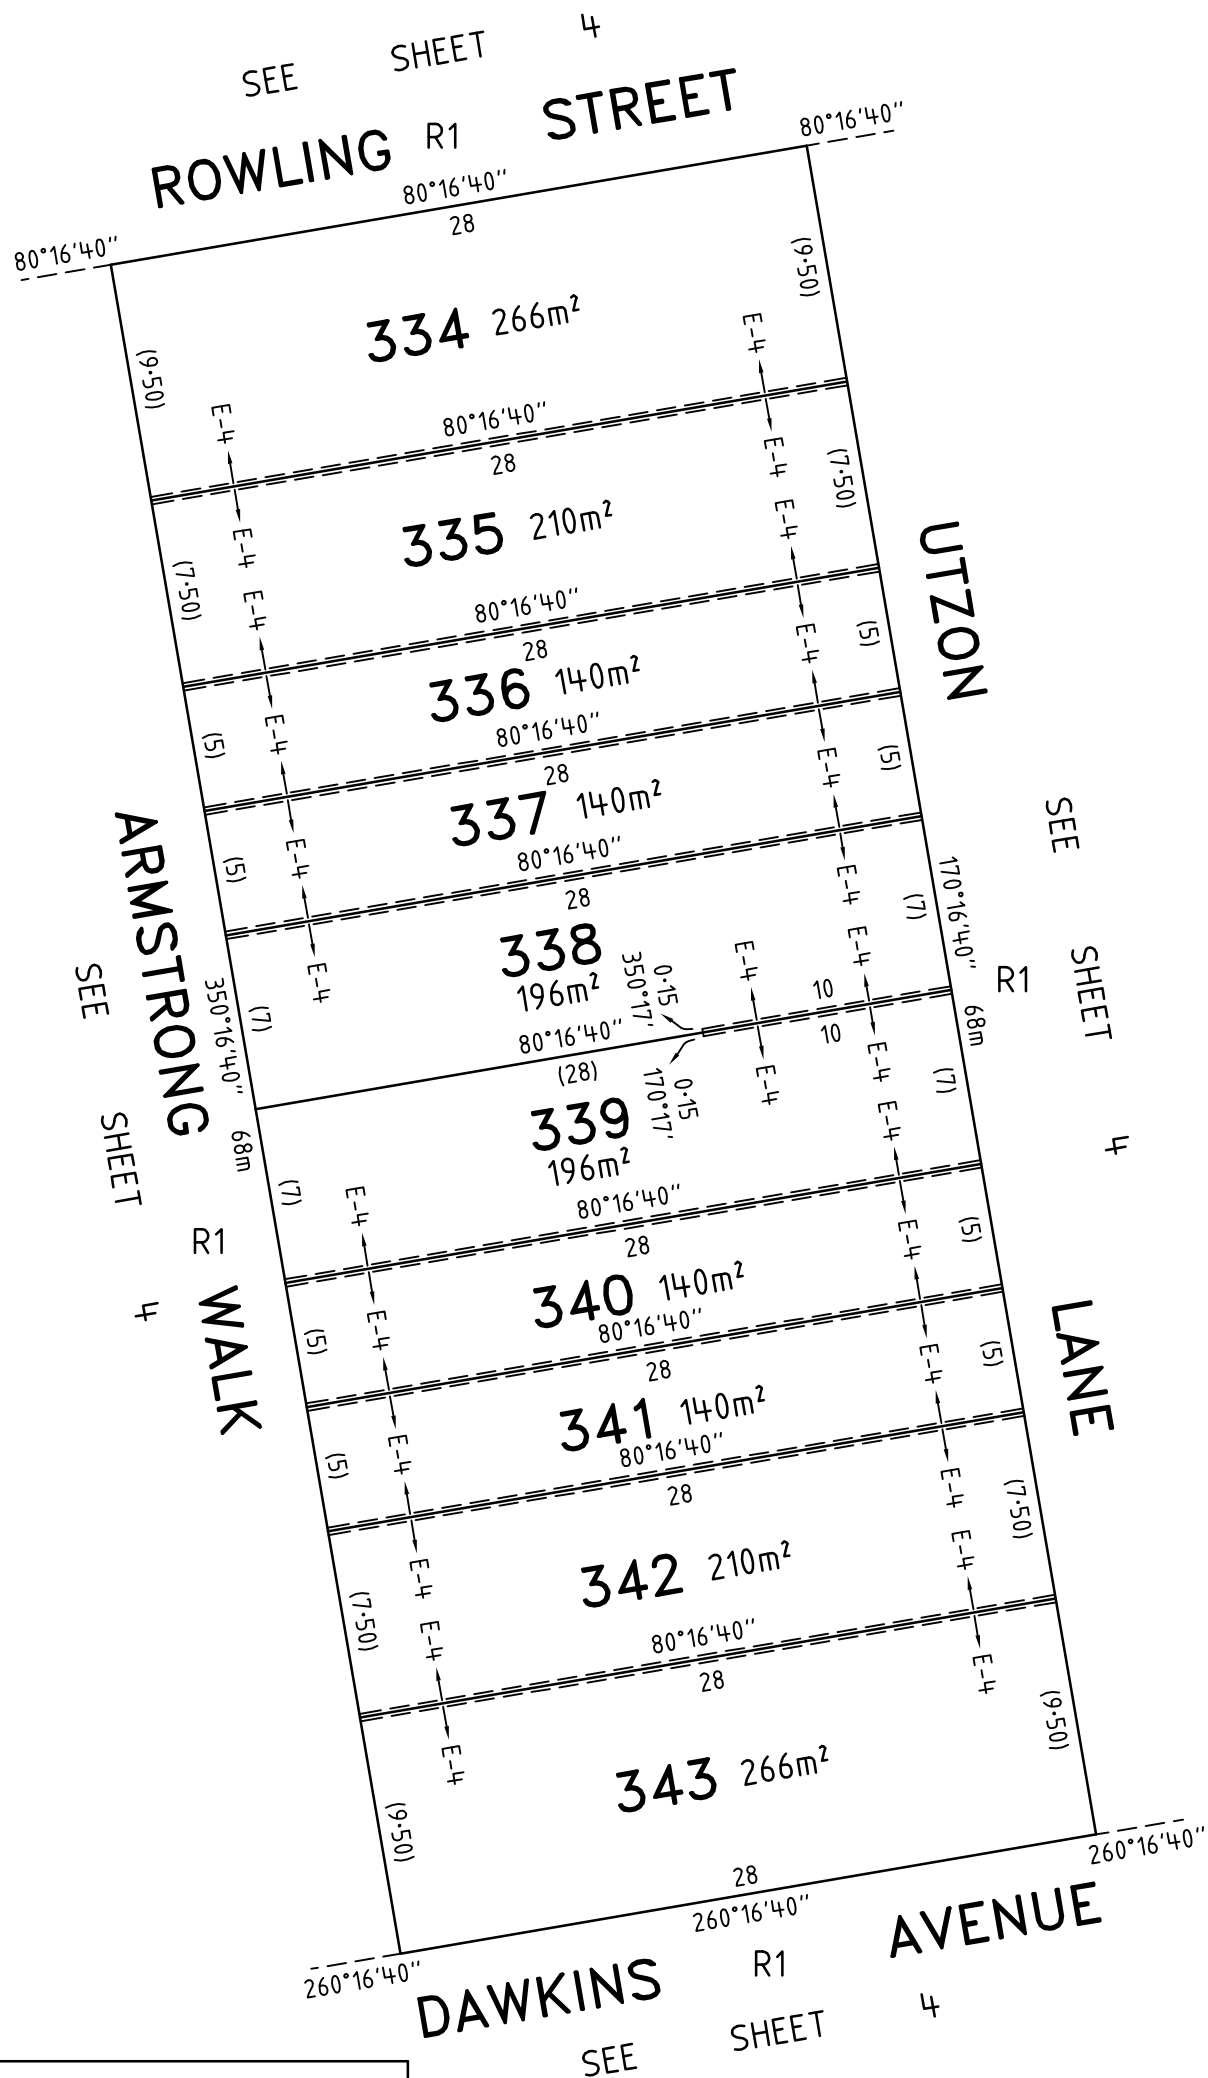 SEE SHEET 4
ROWLING R1 STREET
80°16'40"
80°16'40"
80°16'40"
28
(9·50)
(9·50)
334 266m²
E-4
E-4
80°16'40"
28
E-4
E-4
(7·50)
(7·50)
335 210m²
E-4
E-4
80°16'40"
28
E-4
E-4
(5)
(5)
336 140m²
80°16'40"
28
E-4
E-4
(5)
(5)
337 140m²
80°16'40"
28
E-4
E-4
(7)
(7)
338
196m²
350°17'
0·15
E-4
E-4
10
80°16'40"
(28)
10
170°17'
0·15
E-4
E-4
339
196m²
(7)
(7)
E-4
E-4
80°16'40"
28
E-4
E-4
(5)
(5)
340 140m²
80°16'40"
28
E-4
E-4
(5)
(5)
341 140m²
80°16'40"
28
E-4
E-4
(7·50)
(7·50)
342 210m²
E-4
E-4
80°16'40"
28
E-4
E-4
(9·50)
(9·50)
343 266m²
28
260°16'40"
260°16'40"
260°16'40"
DAWKINS R1 AVENUE
SEE SHEET 4
ARMSTRONG R1 WALK
350°16'40"
68m
SEE SHEET 4
UTZON R1 LANE
170°16'40"
68m
SEE SHEET 4